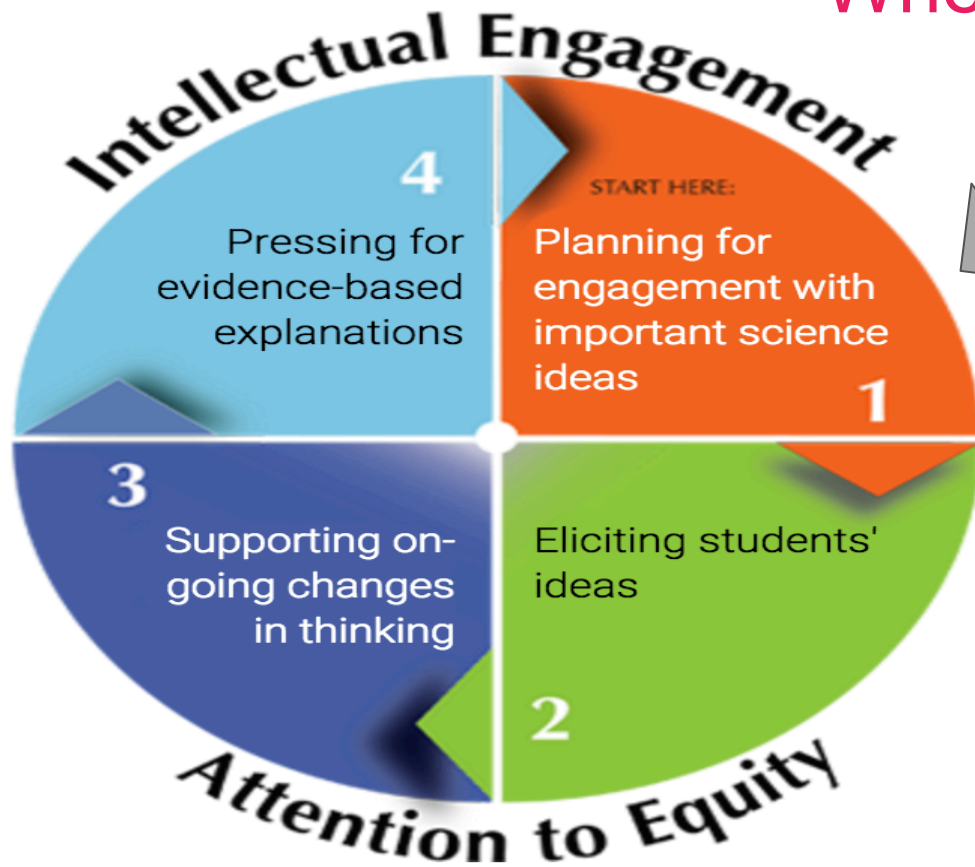 Intellectual Engagement
4
Pressing for
evidence-based
explanations
START HERE:
Planning for
engagement with
important science
ideas
1
3
Supporting on-
going changes
in thinking
Eliciting students'
ideas
2
Attention to Equity